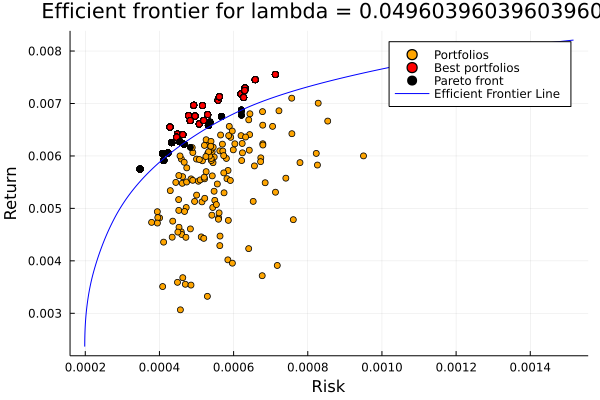 Efficient frontier for lambda = 0.0496039603960396
0.008
0.007
0.006
0.005
0.004
0.003
Return
Portfolios
Best portfolios
Pareto front
Efficient Frontier Line
0.0002 0.0004 0.0006 0.0008 0.0010 0.0012 0.0014
Risk